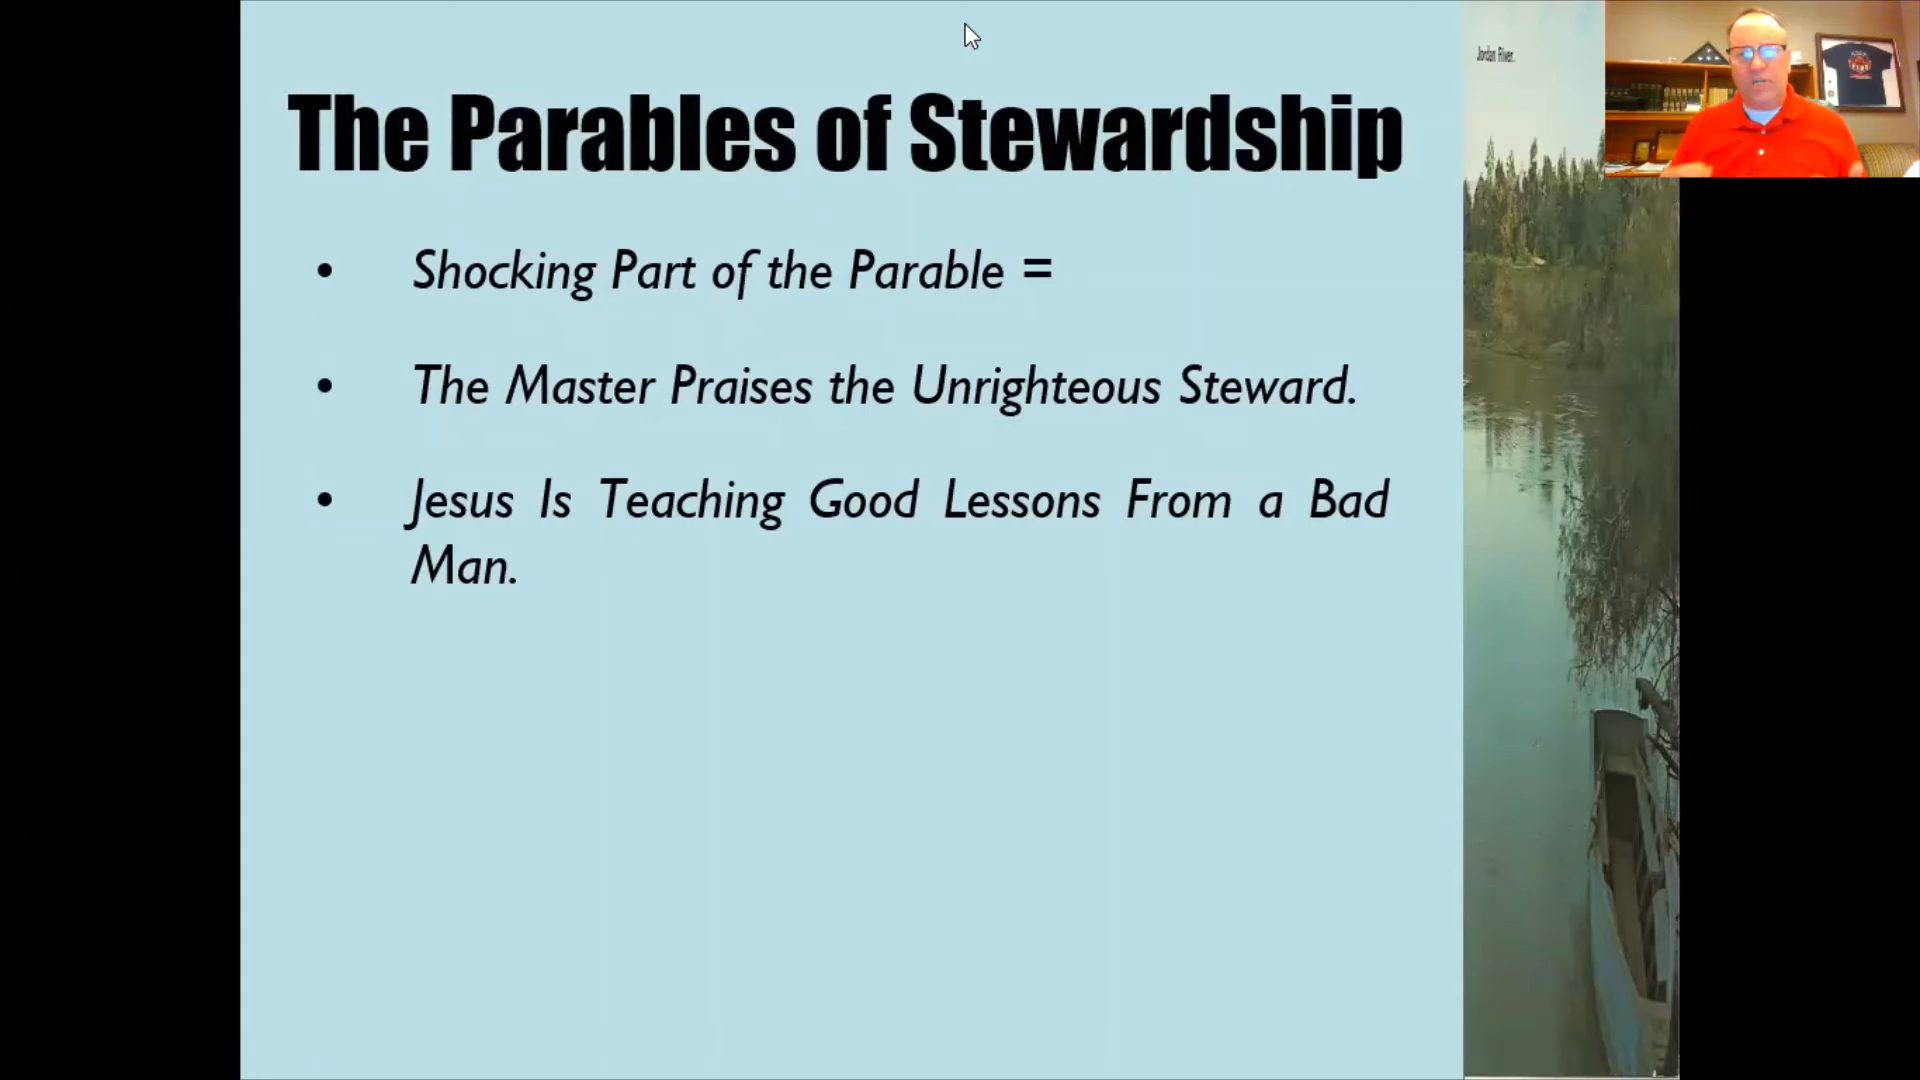 Jordan River.
The Parables of Stewardship
• Shocking Part of the Parable =
• The Master Praises the Unrighteous Steward.
• Jesus Is Teaching Good Lessons From a Bad
Man.